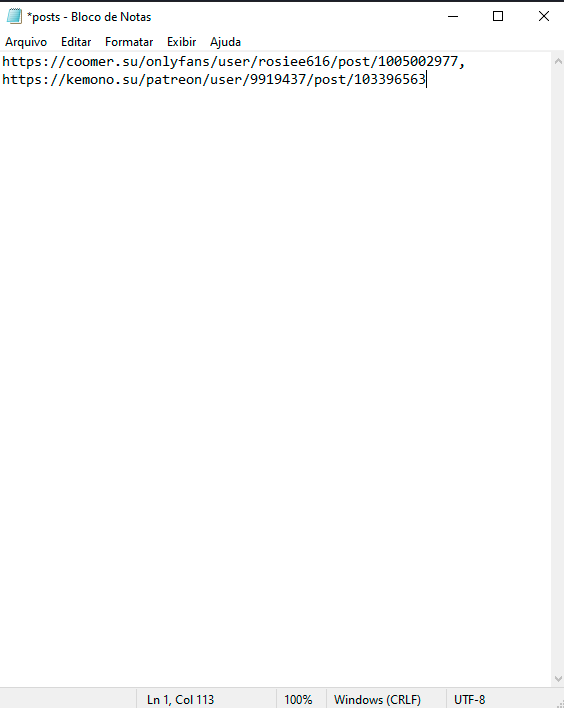 *posts - Bloco de Notas
Arquivo Editar Formatar Exibir Ajuda
https://coomer.su/onlyfans/user/rosiee616/post/1005002977,
https://kemono.su/patreon/user/9919437/post/103396563
Ln 1, Col 113 100% Windows (CRLF) UTF-8